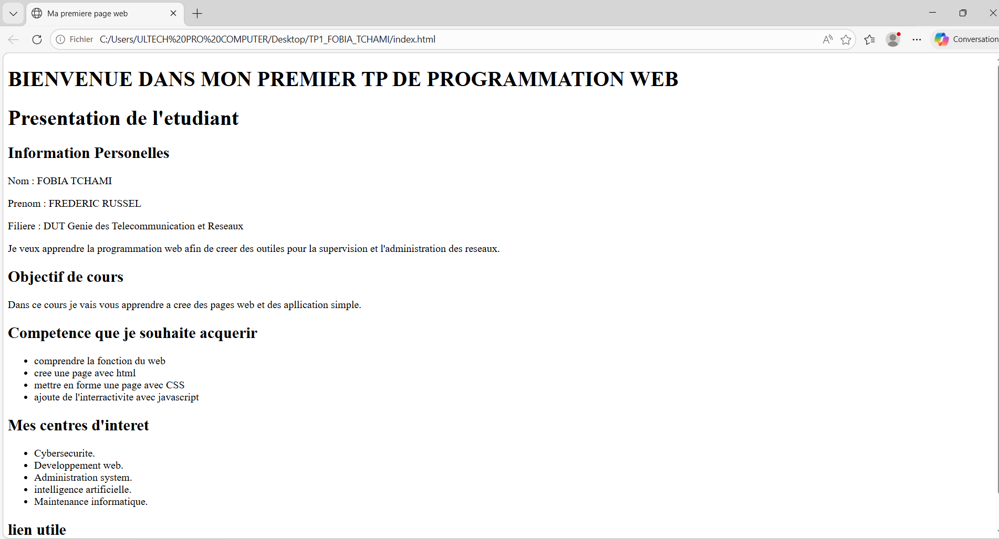 Ma premiere page web
Fichier
C:/Users/ULTECH%20PRO%20COMPUTER/Desktop/TP1_FOBIA_TCHAMI/index.html
Conversation
BIENVENUE DANS MON PREMIER TP DE PROGRAMMATION WEB
Presentation de l'etudiant
Information Personelles
Nom : FOBIA TCHAMI
Prenom : FREDERIC RUSSEL
Filiere : DUT Genie des Telecommunication et Reseaux
Je veux apprendre la programmation web afin de creer des outiles pour la supervision et l'administration des reseaux.
Objectif de cours
Dans ce cours je vais vous apprendre a cree des pages web et des apllication simple.
Competence que je souhaite acquerir
comprendre la fonction du web
cree une page avec html
mettre en forme une page avec CSS
ajoute de l'interractivite avec javascript
Mes centres d'interet
Cybersecurite.
Developpement web.
Administration system.
intelligence artificielle.
Maintenance informatique.
lien utile